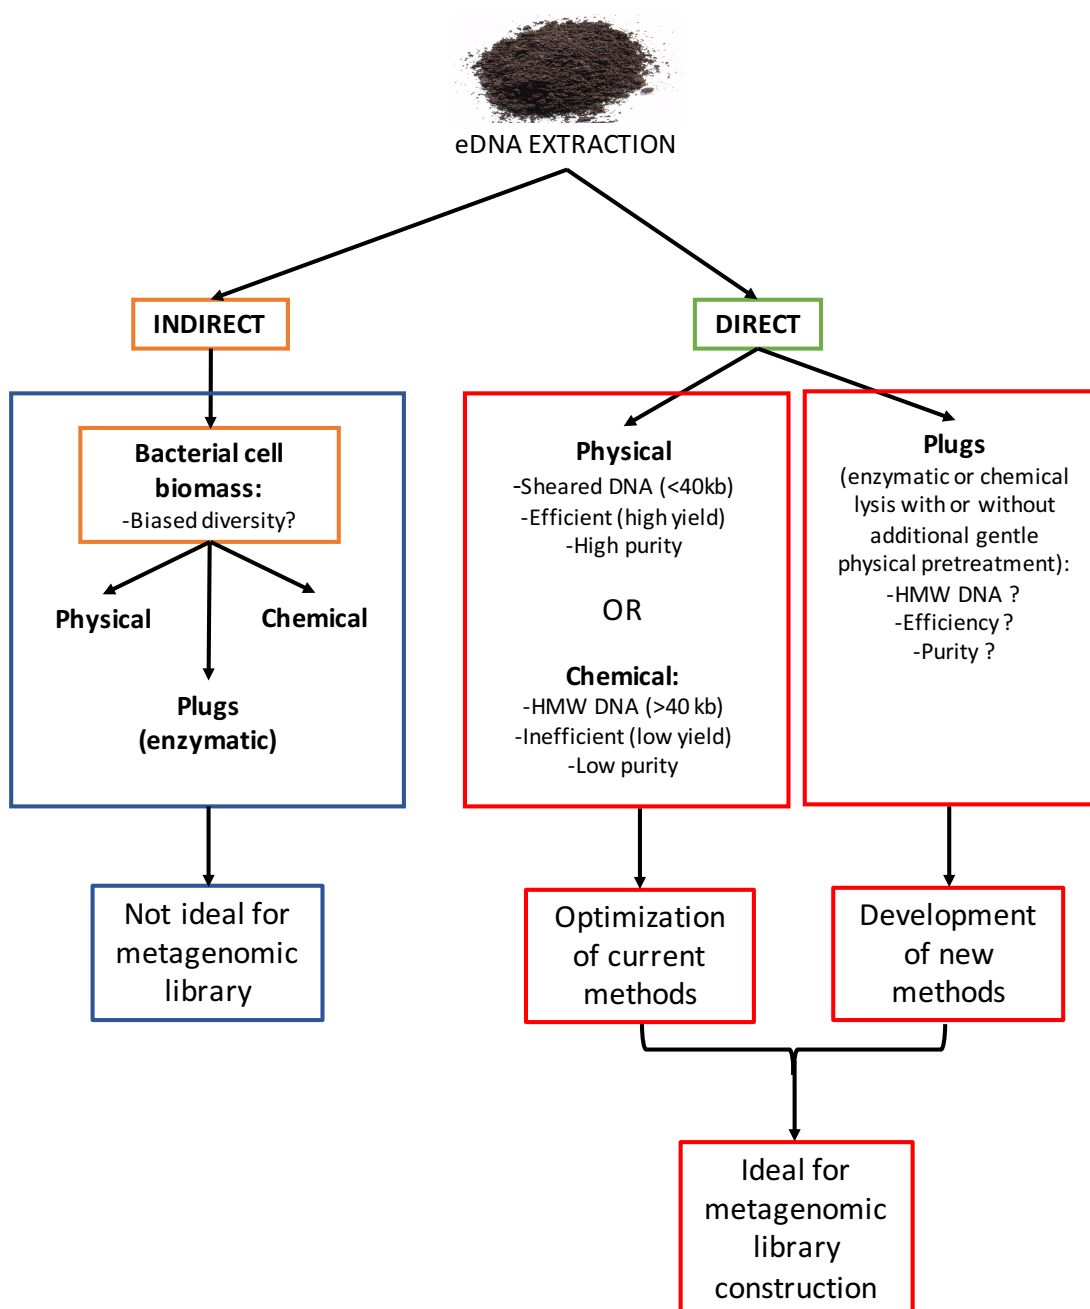 eDNA EXTRACTION
INDIRECT
DIRECT
Bacterial cell
biomass:
-Biased diversity?
Physical
Chemical
Plugs
(enzymatic)
Not ideal for
metagenomic
library
Physical
-Sheared DNA (<40kb)
-Efficient (high yield)
-High purity
OR
Chemical:
-HMW DNA (>40 kb)
-Inefficient (low yield)
-Low purity
Plugs
(enzymatic or chemical
lysis with or without
additional gentle
physical pretreatment):
-HMW DNA ?
-Efficiency ?
-Purity ?
Optimization
of current
methods
Development
of new
methods
Ideal for
metagenomic
library
construction